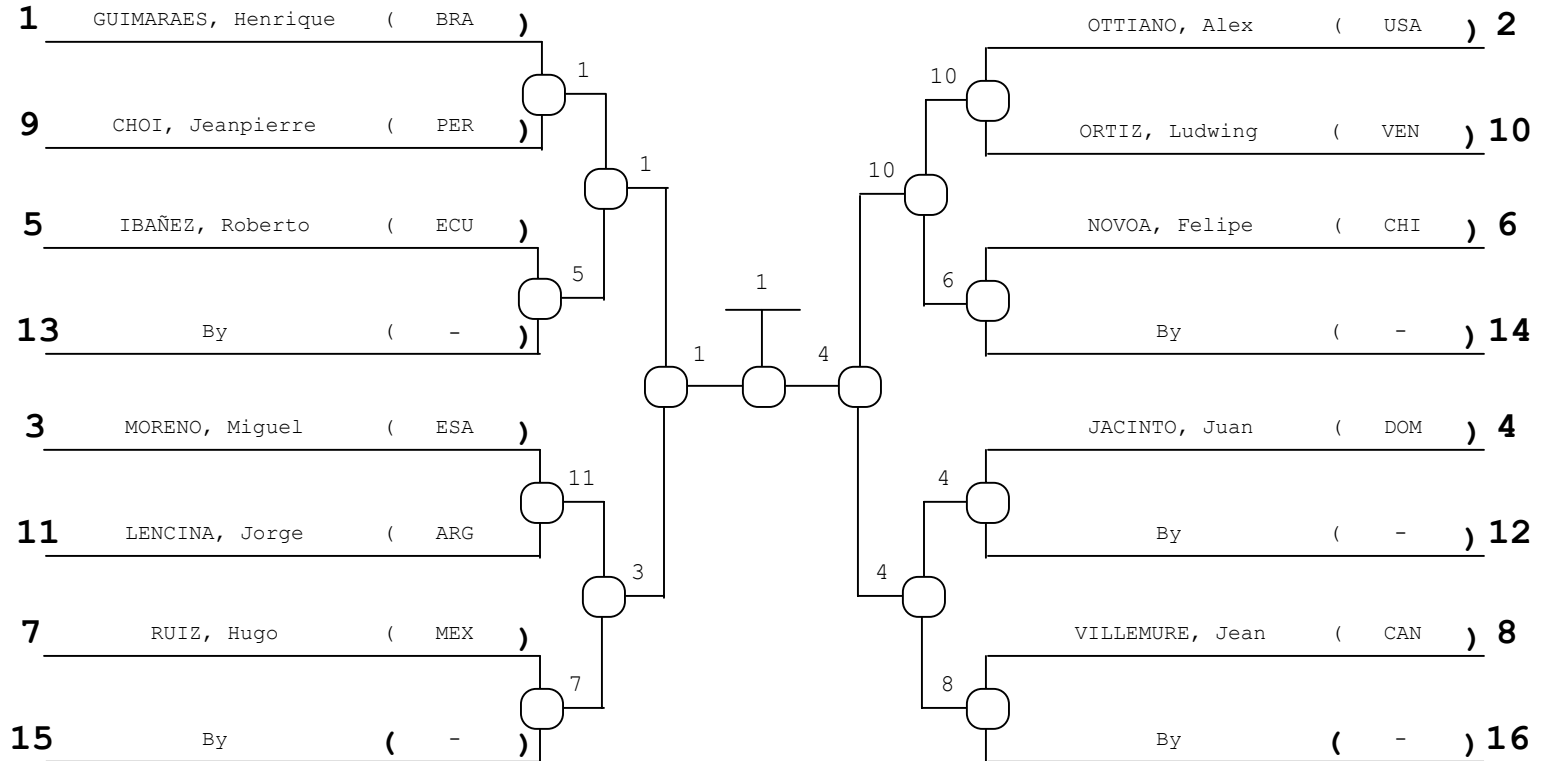 1 GUIMARAES, Henrique ( BRA )
9 CHOI, Jeanpierre ( PER )
5 IBAÑEZ, Roberto ( ECU )
13 By ( - )
3 MORENO, Miguel ( ESA )
11 LENCINA, Jorge ( ARG
7 RUIZ, Hugo ( MEX )
15 By ( - )
1
5
11
7
1
3
1
1
4
10
4
10
6
4
8
OTTIANO, Alex ( USA ) 2
ORTIZ, Ludwing ( VEN ) 10
NOVOA, Felipe ( CHI ) 6
By ( - ) 14
JACINTO, Juan ( DOM ) 4
By ( - ) 12
VILLEMURE, Jean ( CAN ) 8
By ( - ) 16